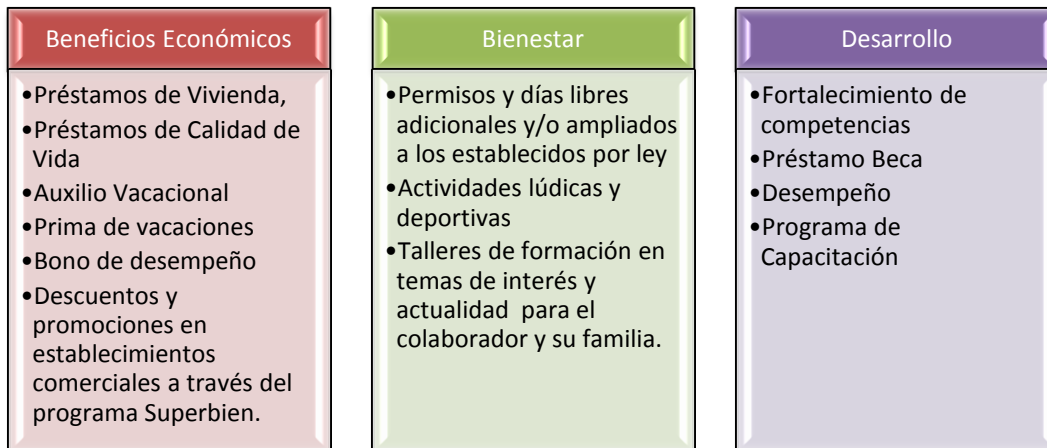 Beneficios Económicos
•Préstamos de Vivienda,
•Préstamos de Calidad de
Vida
•Auxilio Vacacional
•Prima de vacaciones
•Bono de desempeño
•Descuentos y
promociones en
establecimientos
comerciales a través del
programa Superbien.
Bienestar
•Permisos y días libres
adicionales y/o ampliados
a los establecidos por ley
•Actividades lúdicas y
deportivas
•Talleres de formación en
temas de interés y
actualidad para el
colaborador y su familia.
Desarrollo
•Fortalecimiento de
competencias
•Préstamo Beca
•Desempeño
•Programa de
Capacitación